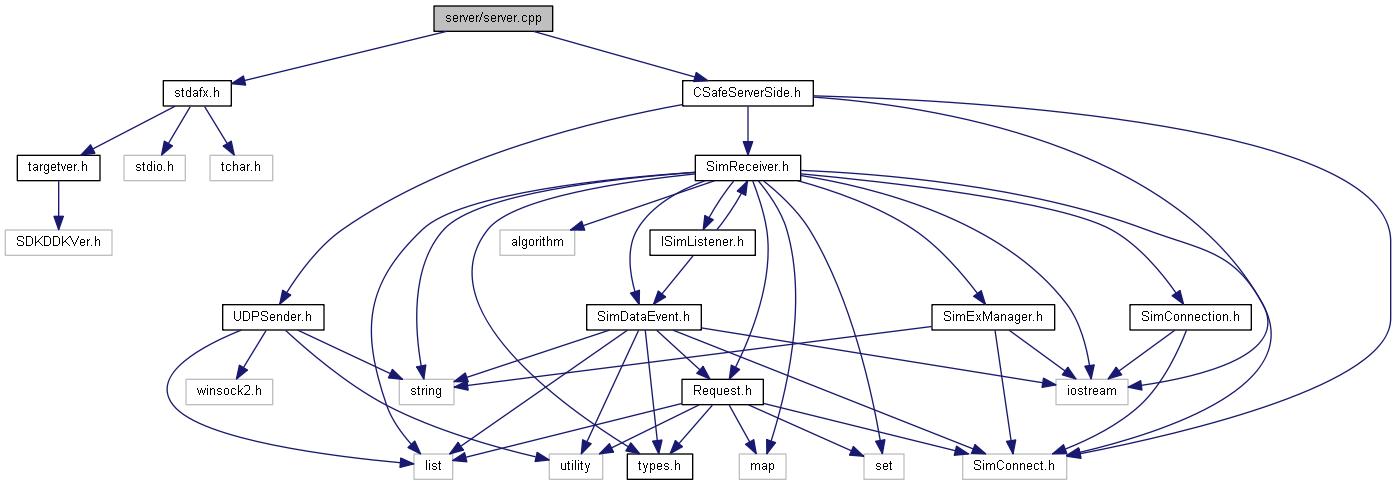 server/server.cpp
stdafx.h
CSafeServerSide.h
targetver.h
stdio.h
tchar.h
SimReceiver.h
SDKDDKVer.h
algorithm
ISimListener.h
UDPSender.h
SimDataEvent.h
SimExManager.h
SimConnection.h
winsock2.h
string
Request.h
iostream
list
utility
types.h
map
set
SimConnect.h